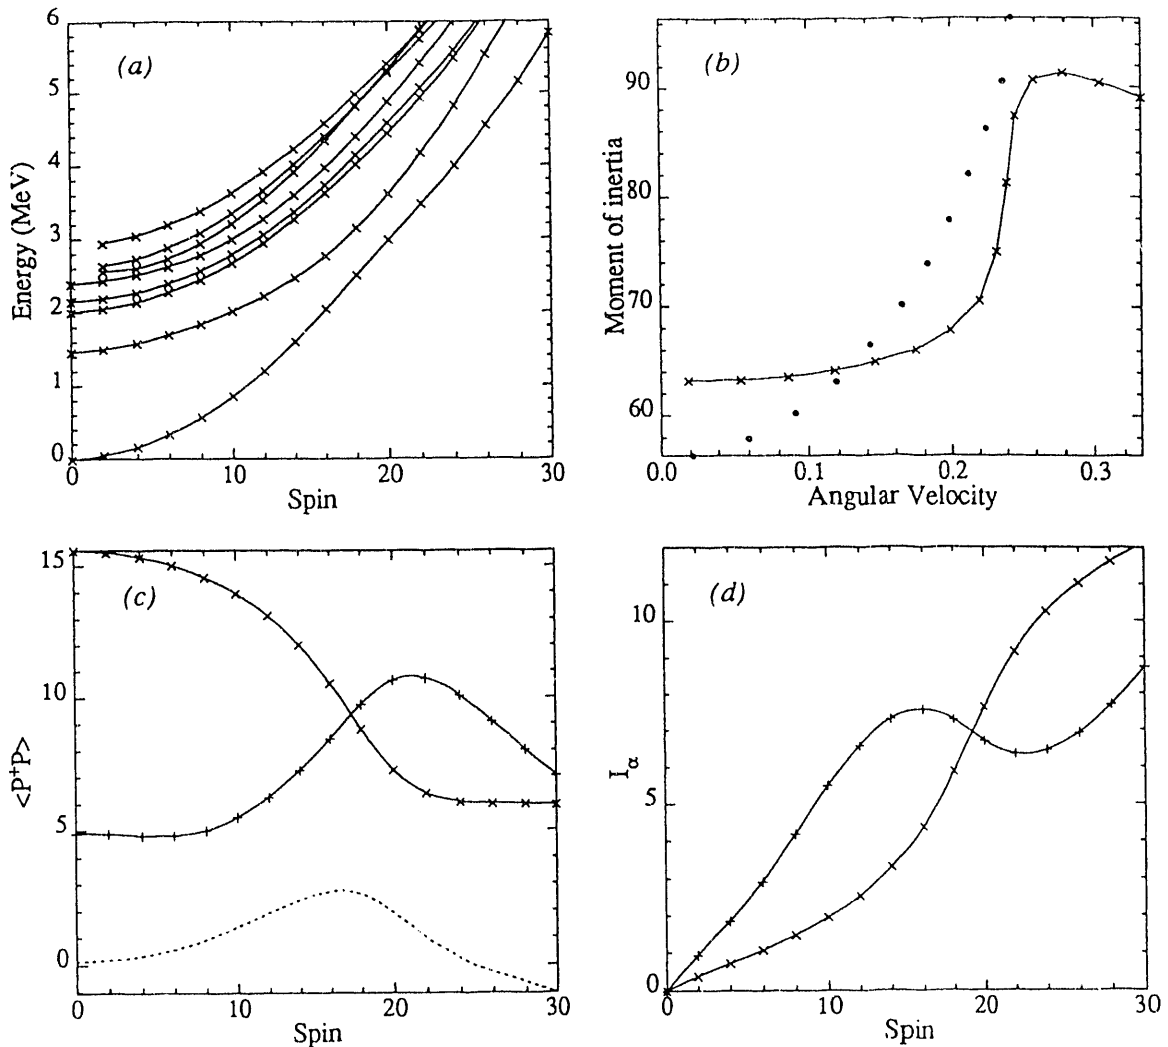 (a)
Energy (MeV)
6
5
4
3
2
1
0
0 10 20 30
Spin
(b)
Moment of inertia
90
80
70
60
0.0 0.1 0.2 0.3
Angular Velocity
(c)
<P+P>
15
10
5
0
0 10 20 30
Spin
(d)
Iα
10
5
0
0 10 20 30
Spin